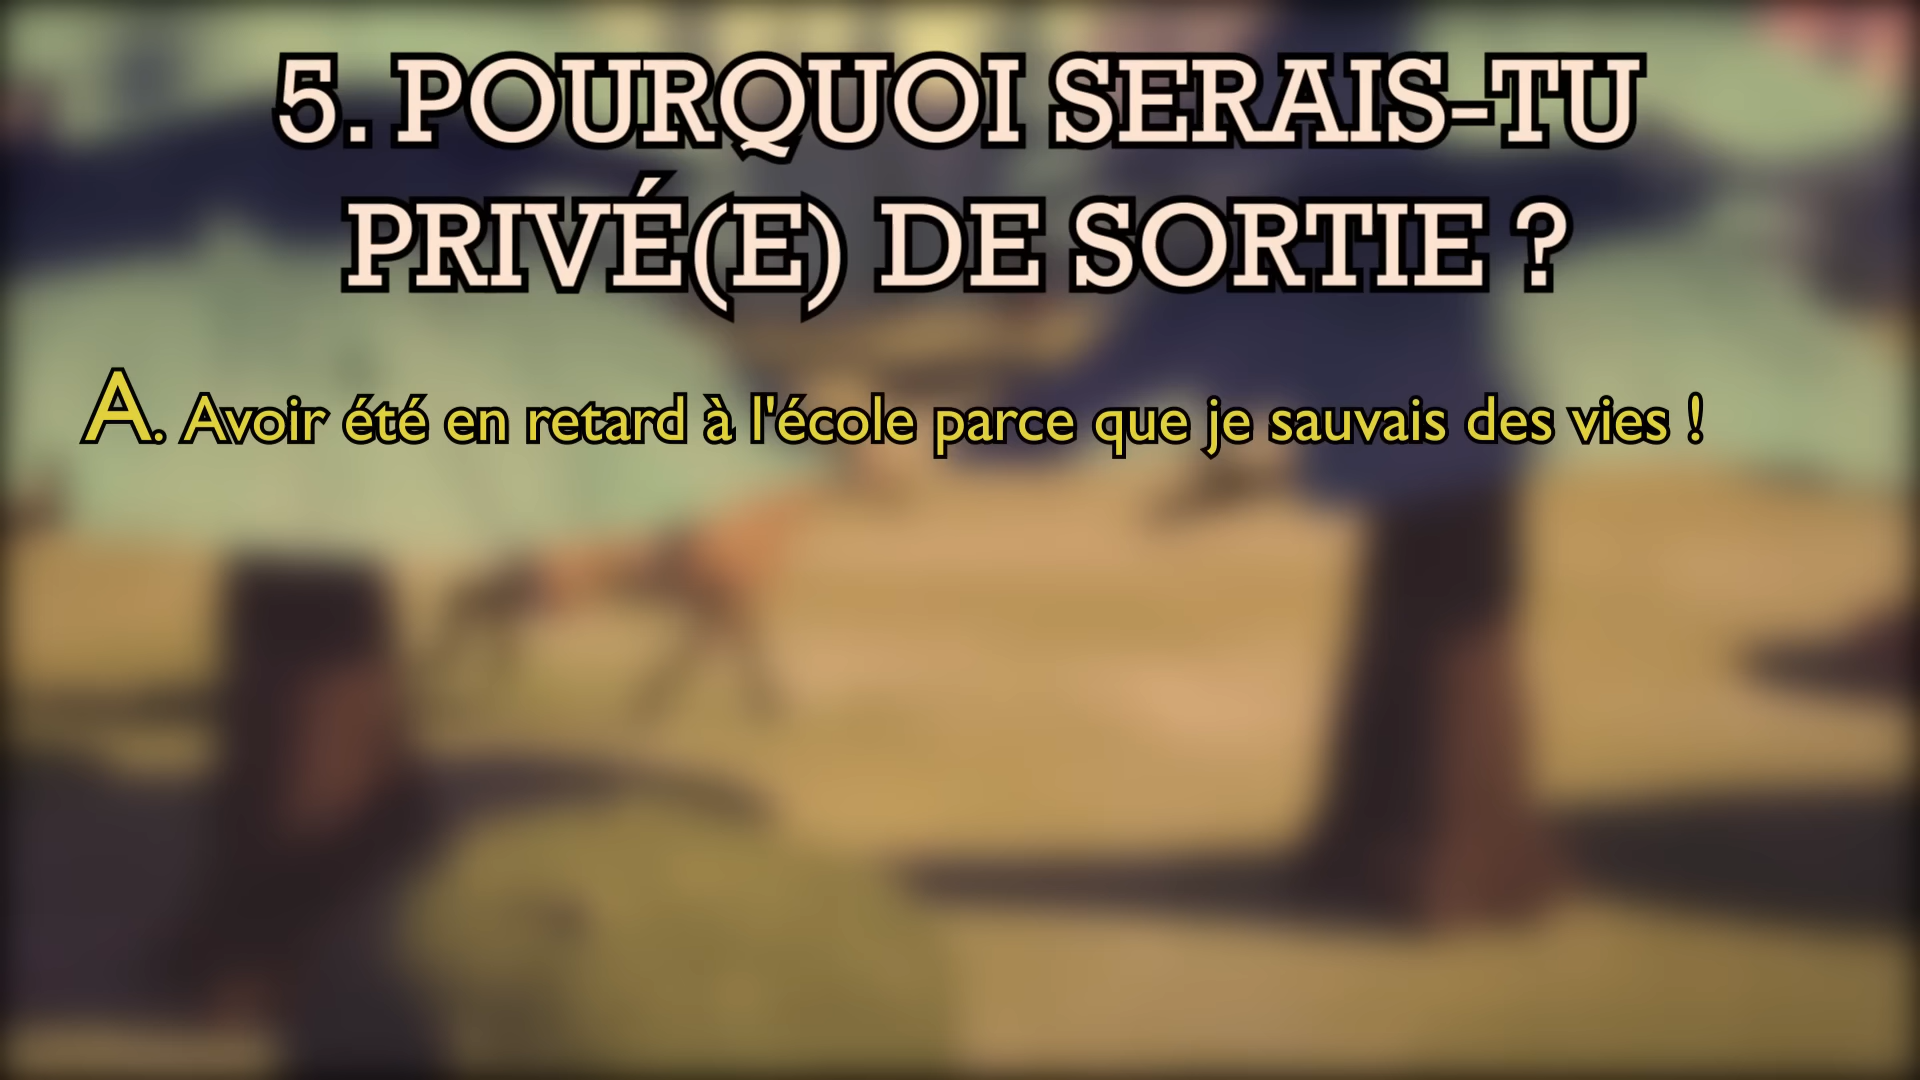 5. POURQUOI SERAIS-TU
PRIVÉ(E) DE SORTIE ?
A. Avoir été en retard à l'école parce que je sauvais des vies !